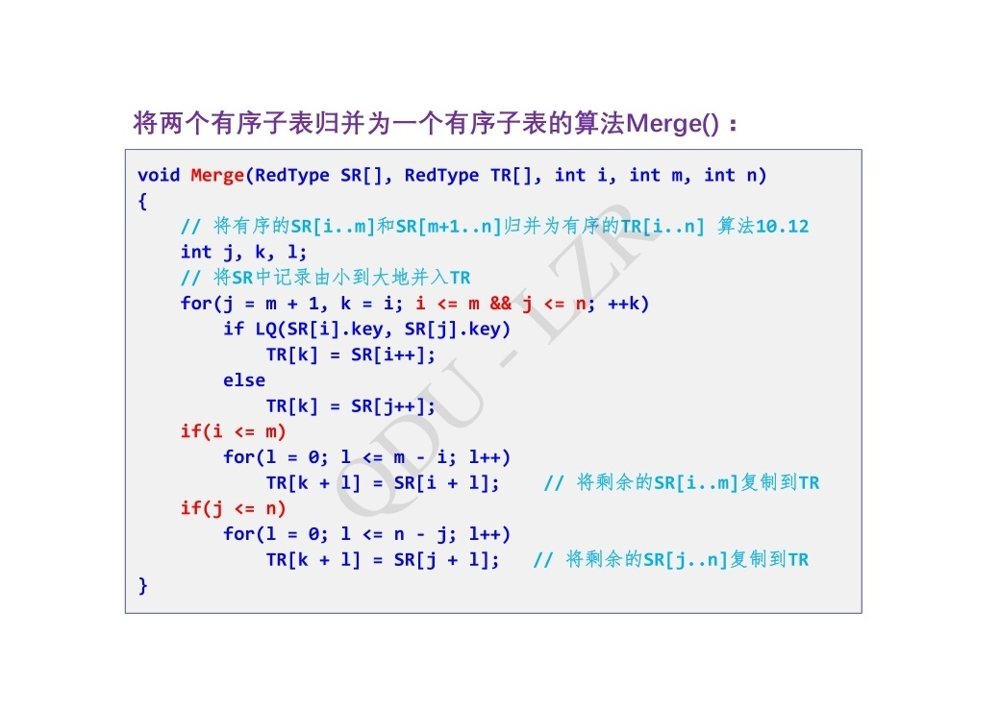 将两个有序子表归并为一个有序子表的算法Merge()：
void Merge(RedType SR[], RedType TR[], int i, int m, int n)
{
    // 将有序的SR[i..m]和SR[m+1..n]归并为有序的TR[i..n] 算法10.12
    int j, k, l;
    // 将SR中记录由小到大地并入TR
    for(j = m + 1, k = i; i <= m && j <= n; ++k)
        if LQ(SR[i].key, SR[j].key)
            TR[k] = SR[i++];
        else
            TR[k] = SR[j++];
    if(i <= m)
        for(l = 0; l <= m - i; l++)
            TR[k + l] = SR[i + l];    // 将剩余的SR[i..m]复制到TR
    if(j <= n)
        for(l = 0; l <= n - j; l++)
            TR[k + l] = SR[j + l];   // 将剩余的SR[j..n]复制到TR
}
QDU - LZR